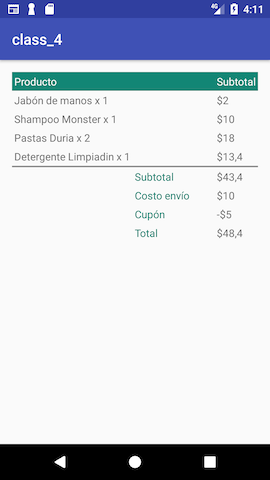 4G 4:11
class_4
Producto Subtotal
Jabón de manos x 1 $2
Shampoo Monster x 1 $10
Pastas Duria x 2 $18
Detergente Limpiadin x 1 $13,4
Subtotal $43,4
Costo envío $10
Cupón -$5
Total $48,4